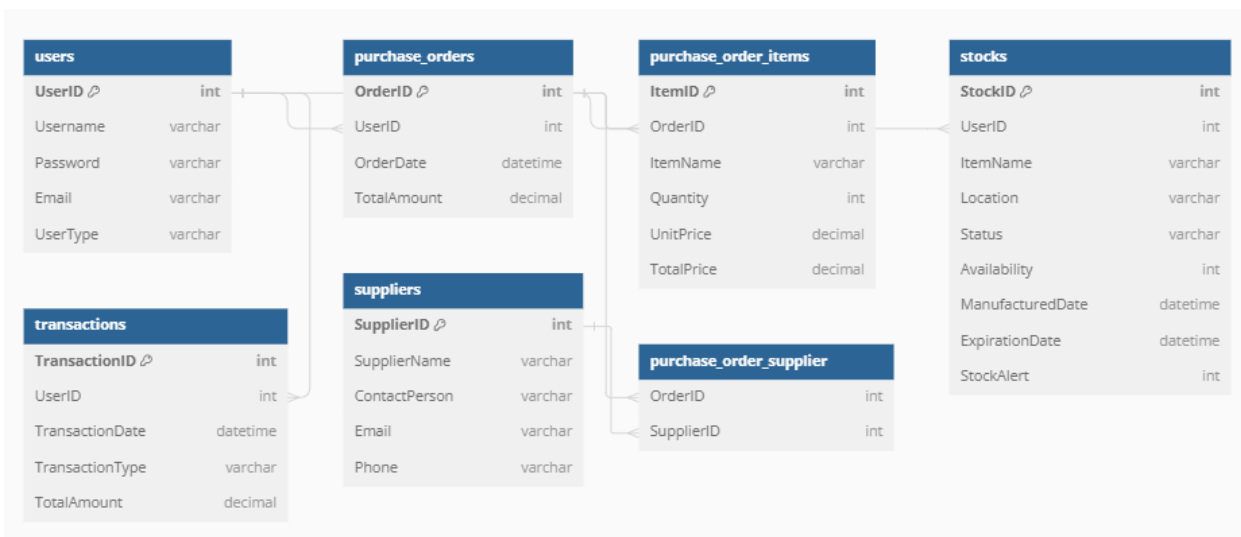 users
UserID int
Username varchar
Password varchar
Email varchar
UserType varchar
purchase_orders
OrderID int
UserID int
OrderDate datetime
TotalAmount decimal
purchase_order_items
ItemID int
OrderID int
ItemName varchar
Quantity int
UnitPrice decimal
TotalPrice decimal
stocks
StockID int
UserID int
ItemName varchar
Location varchar
Status varchar
Availability int
ManufacturedDate datetime
ExpirationDate datetime
StockAlert int
transactions
TransactionID int
UserID int
TransactionDate datetime
TransactionType varchar
TotalAmount decimal
suppliers
SupplierID int
SupplierName varchar
ContactPerson varchar
Email varchar
Phone varchar
purchase_order_supplier
OrderID int
SupplierID int